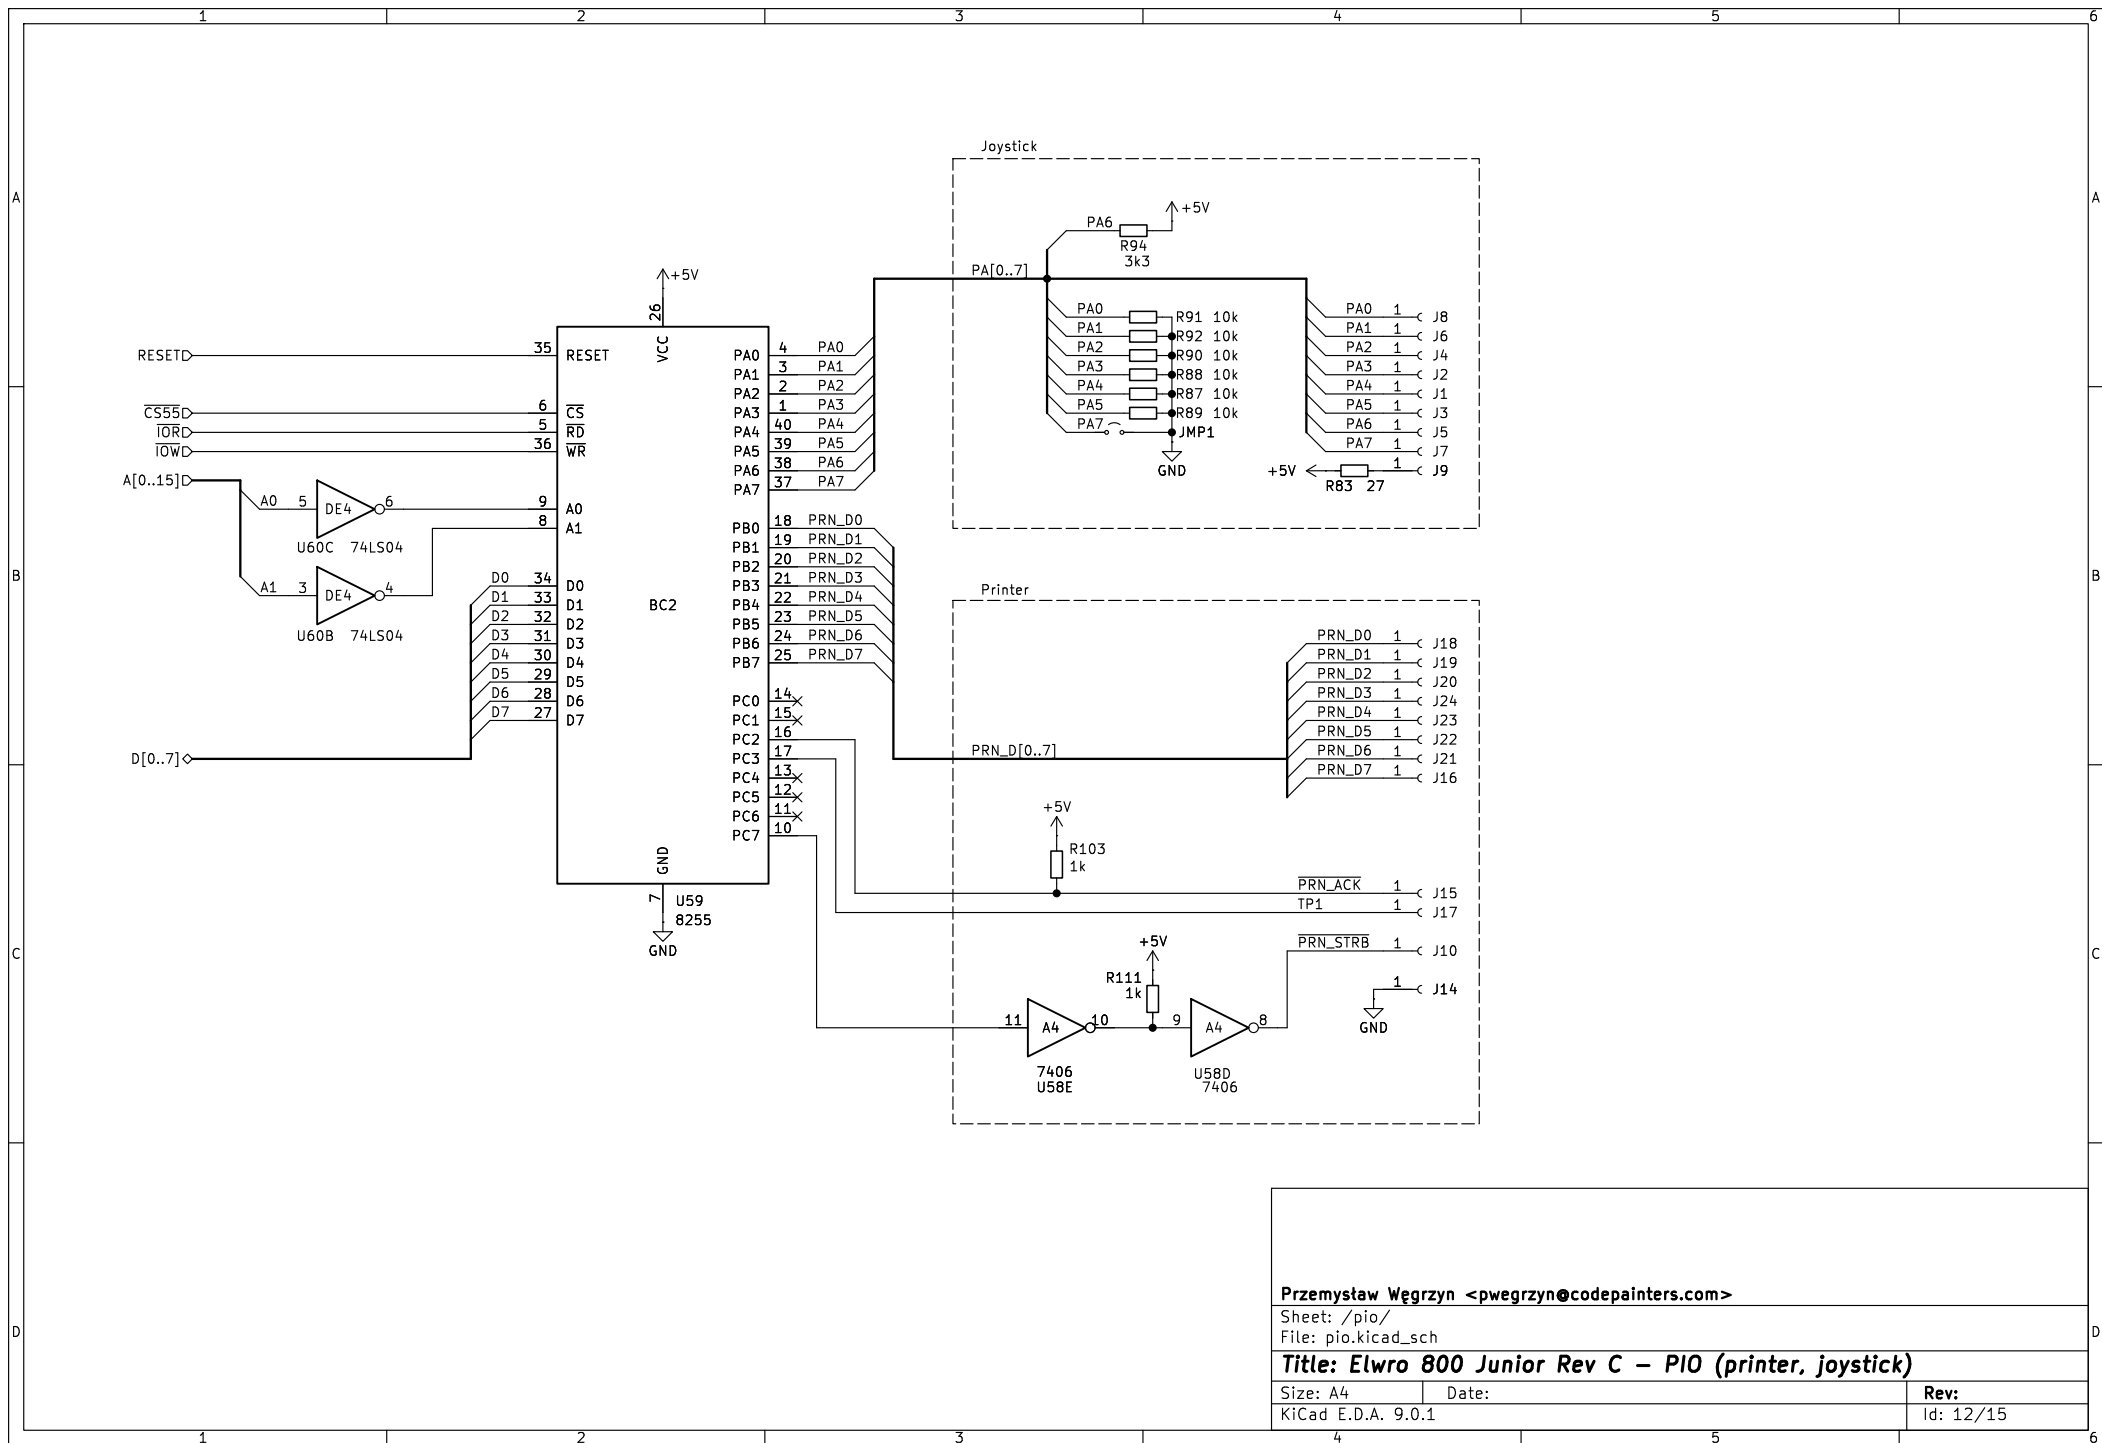 1 2 3 4 5 6
A A
B B
C C
D D
Joystick
+5V
PA6
R94
3k3
PA[0..7]
PA0 R91 10k
PA1 R92 10k
PA2 R90 10k
PA3 R88 10k
PA4 R87 10k
PA5 R89 10k
PA7 JMP1
GND
PA0 1 J8
PA1 1 J6
PA2 1 J4
PA3 1 J2
PA4 1 J1
PA5 1 J3
PA6 1 J5
PA7 1 J7
+5V 1 J9
R83 27
+5V
26
VCC
RESET 35 RESET
CS55 6 CS
IOR 5 RD
IOW 36 WR
A[0..15]
A0 5 DE4 6 9 A0
8 A1
U60C 74LS04
A1 3 DE4 4
U60B 74LS04
D0 34 D0
D1 33 D1
D2 32 D2
D3 31 D3
D4 30 D4
D5 29 D5
D6 28 D6
D7 27 D7
D[0..7]
BC2
PA0 4 PA0
PA1 3 PA1
PA2 2 PA2
PA3 1 PA3
PA4 40 PA4
PA5 39 PA5
PA6 38 PA6
PA7 37 PA7
PB0 18 PRN_D0
PB1 19 PRN_D1
PB2 20 PRN_D2
PB3 21 PRN_D3
PB4 22 PRN_D4
PB5 23 PRN_D5
PB6 24 PRN_D6
PB7 25 PRN_D7
PC0 14
PC1 15
PC2 16
PC3 17
PC4 13
PC5 12
PC6 11
PC7 10
GND
7
U59
8255
GND
Printer
PRN_D0 1 J18
PRN_D1 1 J19
PRN_D2 1 J20
PRN_D3 1 J24
PRN_D4 1 J23
PRN_D5 1 J22
PRN_D6 1 J21
PRN_D7 1 J16
PRN_D[0..7]
+5V
R103
1k
PRN_ACK 1 J15
TP1 1 J17
PRN_STRB 1 J10
+5V
R111
1k
1 J14
GND
11 A4 10 9 A4 8
7406
U58E
U58D
7406
Przemysław Węgrzyn <pwegrzyn@codepainters.com>
Sheet: /pio/
File: pio.kicad_sch
Title: Elwro 800 Junior Rev C – PIO (printer, joystick)
Size: A4 Date: Rev:
KiCad E.D.A. 9.0.1 Id: 12/15
1 2 3 4 5 6